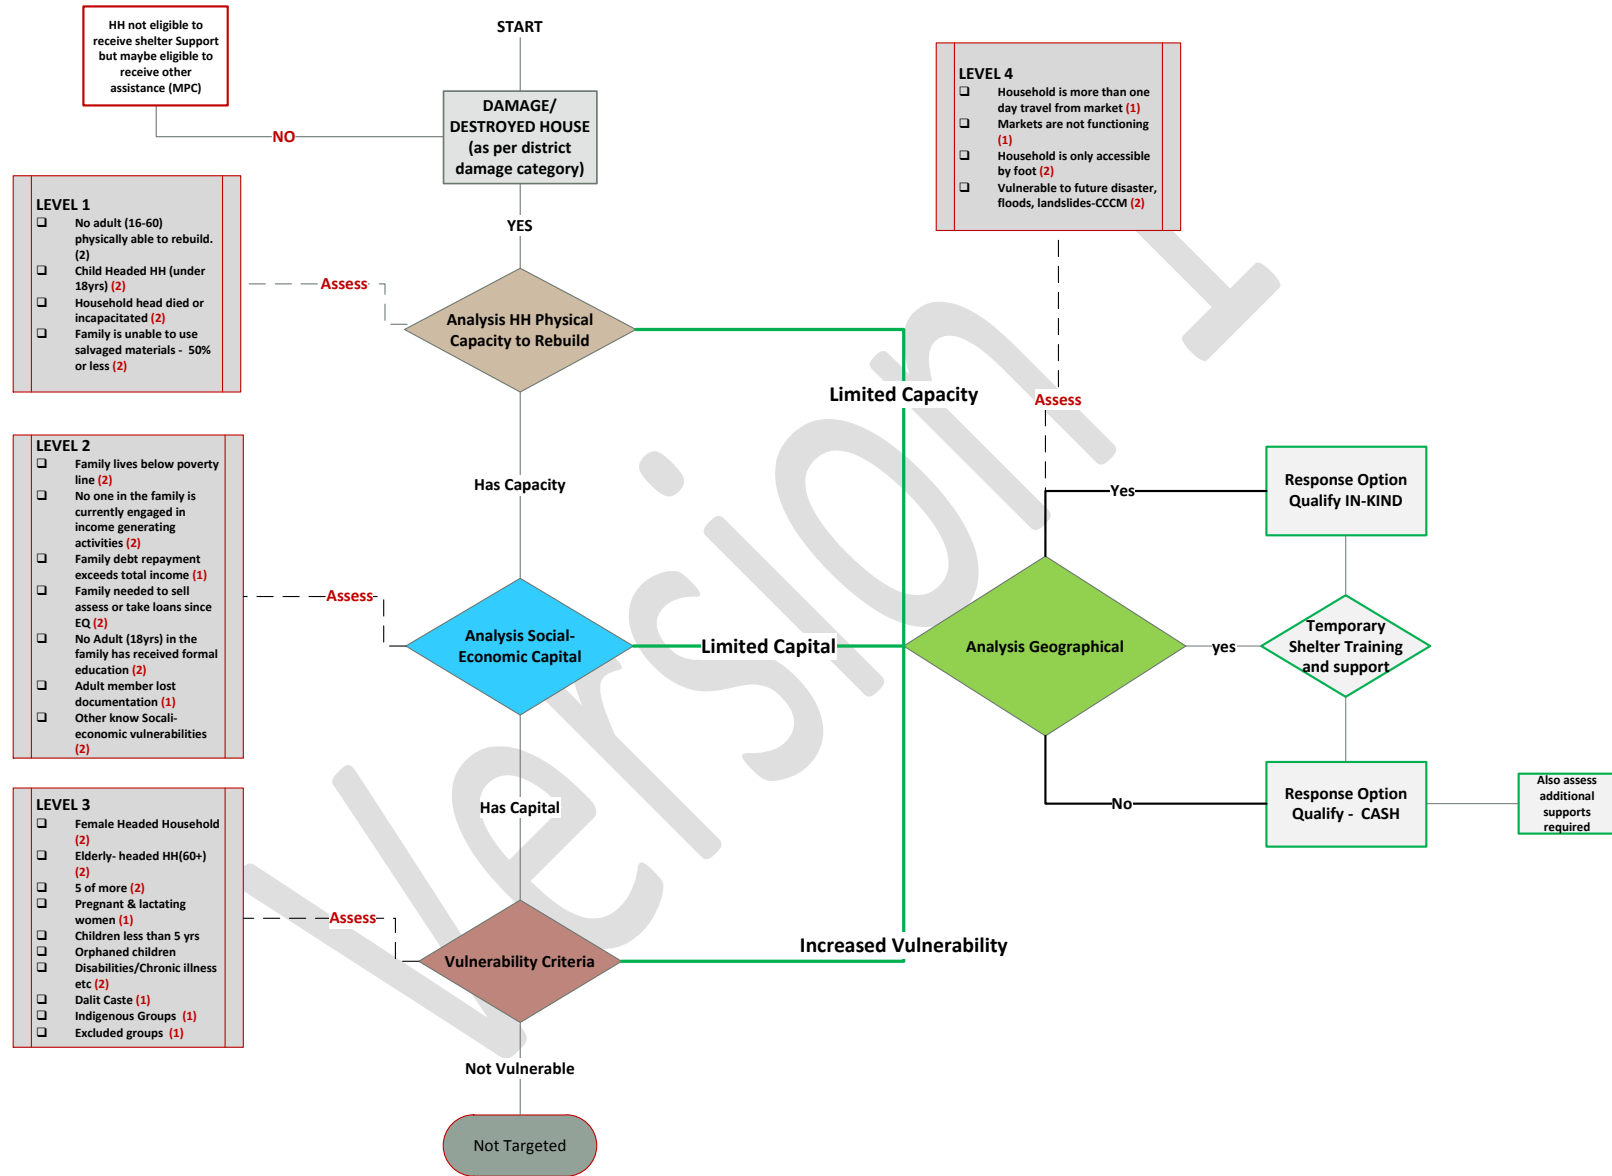 HH not eligible to
receive shelter Support
but maybe eligible to
receive other
assistance (MPC)
START
DAMAGE/
DESTROYED HOUSE
(as per district
damage category)
NO
YES
LEVEL 1
No adult (16-60)
physically able to rebuild.
(2)
Child Headed HH (under
18yrs) (2)
Household head died or
incapacitated (2)
Family is unable to use
salvaged materials - 50%
or less (2)
Assess
Analysis HH Physical
Capacity to Rebuild
Limited Capacity
Has Capacity
LEVEL 2
Family lives below poverty
line (2)
No one in the family is
currently engaged in
income generating
activities (2)
Family debt repayment
exceeds total income (1)
Family needed to sell
assess or take loans since
EQ (2)
No Adult (18yrs) in the
family has received formal
education (2)
Adult member lost
documentation (1)
Other know Socali-
economic vulnerabilities
(2)
Assess
Analysis Social-
Economic Capital
Limited Capital
Has Capital
LEVEL 3
Female Headed Household
(2)
Elderly- headed HH(60+)
(2)
5 of more (2)
Pregnant & lactating
women (1)
Children less than 5 yrs
Orphaned children
Disabilities/Chronic illness
etc (2)
Dalit Caste (1)
Indigenous Groups (1)
Excluded groups (1)
Assess
Vulnerability Criteria
Increased Vulnerability
Not Vulnerable
Not Targeted
LEVEL 4
Household is more than one
day travel from market (1)
Markets are not functioning
(1)
Household is only accessible
by foot (2)
Vulnerable to future disaster,
floods, landslides-CCCM (2)
Assess
Analysis Geographical
Yes
Response Option
Qualify IN-KIND
yes
Temporary
Shelter Training
and support
No
Response Option
Qualify - CASH
Also assess
additional
supports
required
Version 1